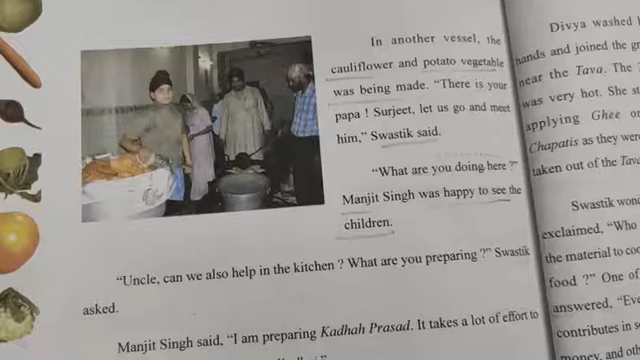 In another vessel, the
cauliflower and potato vegetable
was being made. “There is your
papa ! Surjeet, let us go and meet
him,” Swastik said.
“What are you doing here ?”
Manjit Singh was happy to see the
children.
“Uncle, can we also help in the kitchen ? What are you preparing ?” Swastik
asked.
Manjit Singh said, “I am preparing Kadhah Prasad. It takes a lot of effort to
Divya washed
hands and joined the
near the Tava. The
was very hot. She
applying Ghee
Chapatis as they were
taken out of the
Swastik
exclaimed, “Who
the material to
food ?” One of
answered,
contributes in
money, and